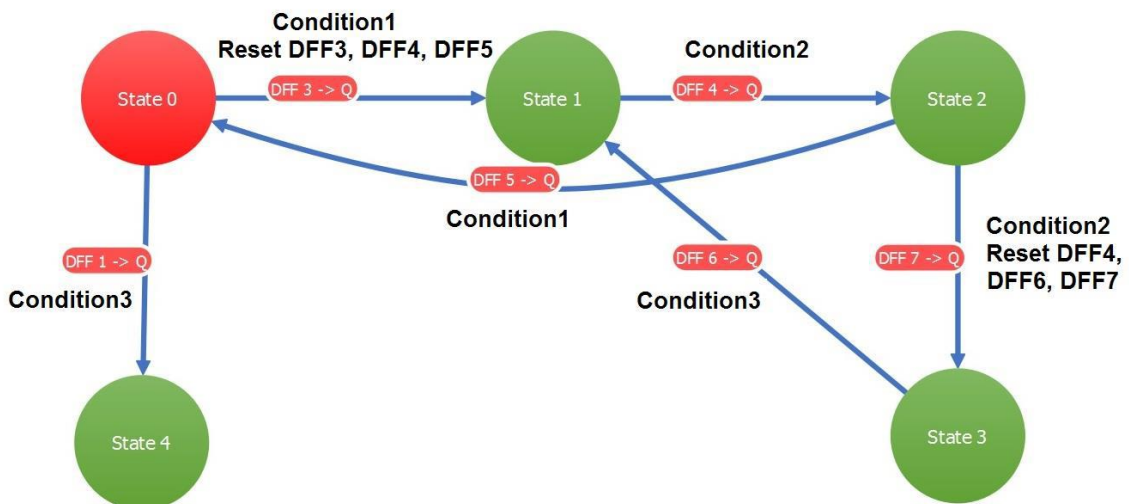 Condition1
Reset DFF3, DFF4, DFF5
Condition2
State 0
DFF 3 -> Q
State 1
DFF 4 -> Q
State 2
DFF 5 -> Q
Condition1
Condition2
Reset DFF4,
DFF6, DFF7
DFF 1 -> Q
DFF 6 -> Q
DFF 7 -> Q
Condition3
Condition3
State 4
State 3